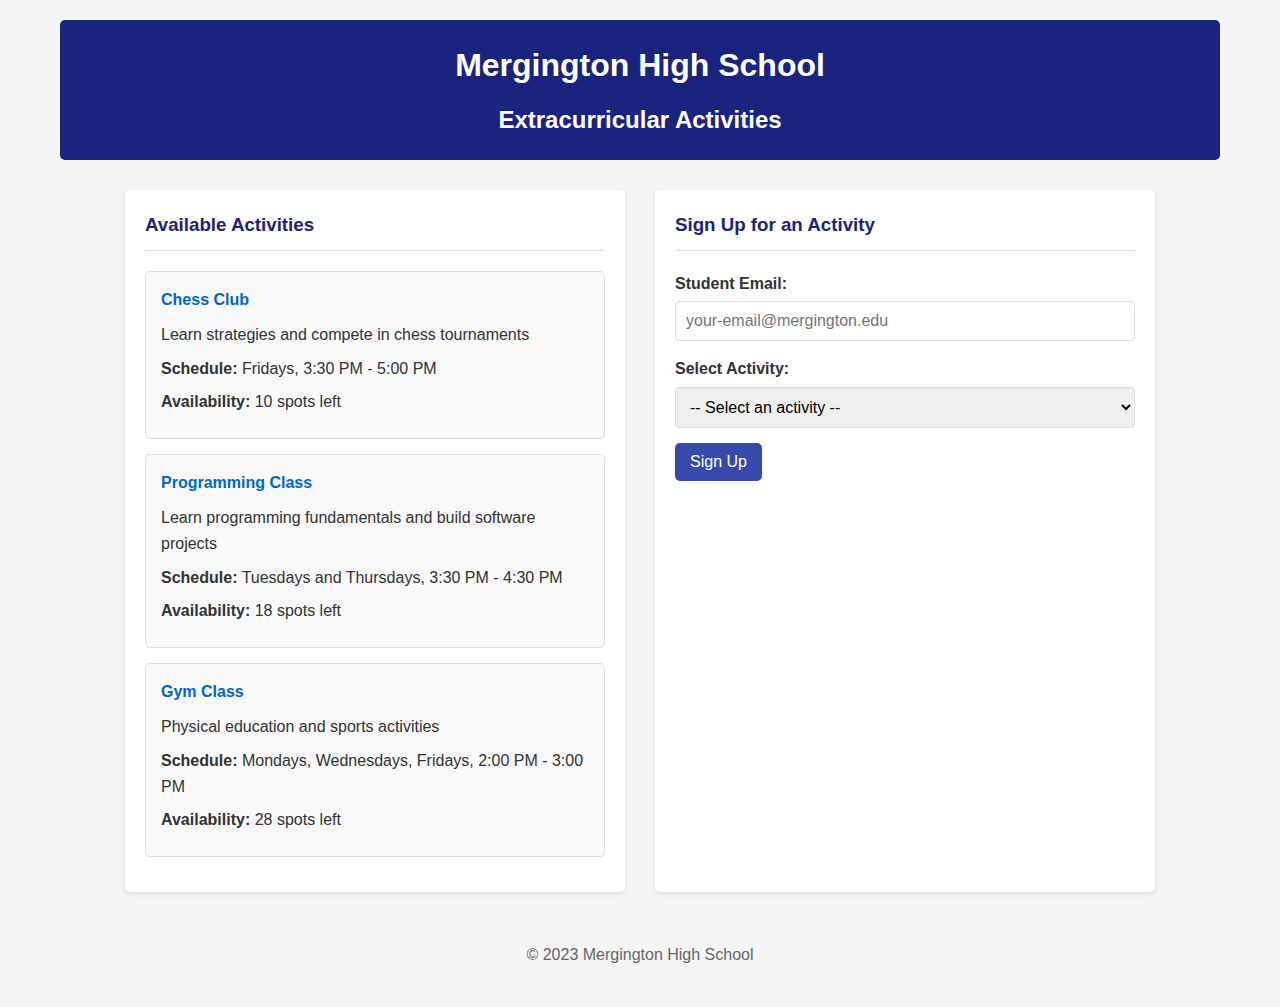 Mergington High School
Extracurricular Activities
Available Activities
Chess Club
Learn strategies and compete in chess tournaments
Schedule: Fridays, 3:30 PM - 5:00 PM
Availability: 10 spots left
Programming Class
Learn programming fundamentals and build software
projects
Schedule: Tuesdays and Thursdays, 3:30 PM - 4:30 PM
Availability: 18 spots left
Gym Class
Physical education and sports activities
Schedule: Mondays, Wednesdays, Fridays, 2:00 PM - 3:00
PM
Availability: 28 spots left
Sign Up for an Activity
Student Email:
your-email@mergington.edu
Select Activity:
-- Select an activity --
Sign Up
© 2023 Mergington High School